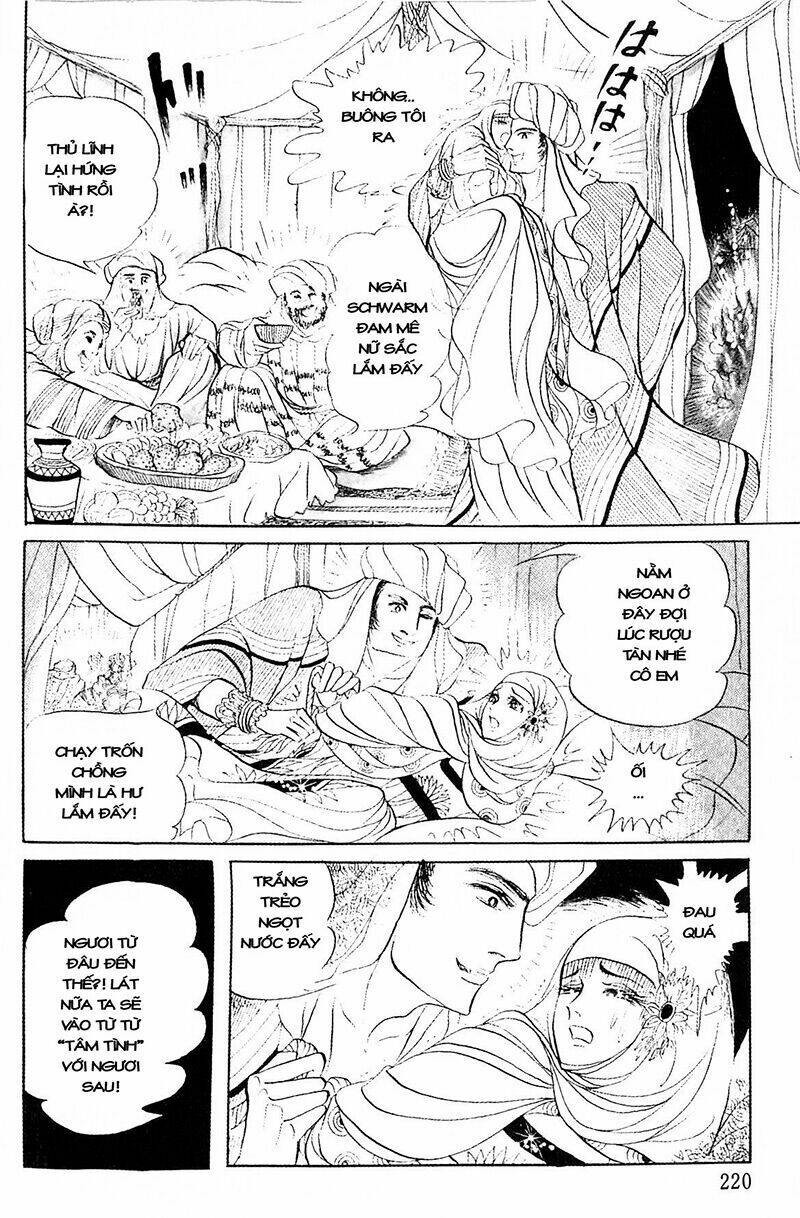 はははは!
KHÔNG..
BUÔNG TÔI
RA
THỦ LĨNH
LẠI HỨNG
TÌNH RỒI
À?!
NGÀI
SCHWARM
ĐAM MÊ
NỮ SẮC
LẮM ĐẤY
NẰM
NGOAN Ở
ĐÂY ĐỢI
LÚC RƯỢU
TÀN NHÉ
CÔ EM
CHẠY TRỐN
CHỒNG
MÌNH LÀ HƯ
LẮM ĐẤY!
ỐI
...
TRẮNG
TRẺO
NGỌT
NƯỚC ĐẤY
ĐAU
QUÁ
NGƯƠI TỪ
ĐÂU ĐẾN
THẾ?! LÁT
NỮA TA SẼ
VÀO TỪ TỪ
“TÂM TÌNH”
VỚI NGƯƠI
SAU!
220